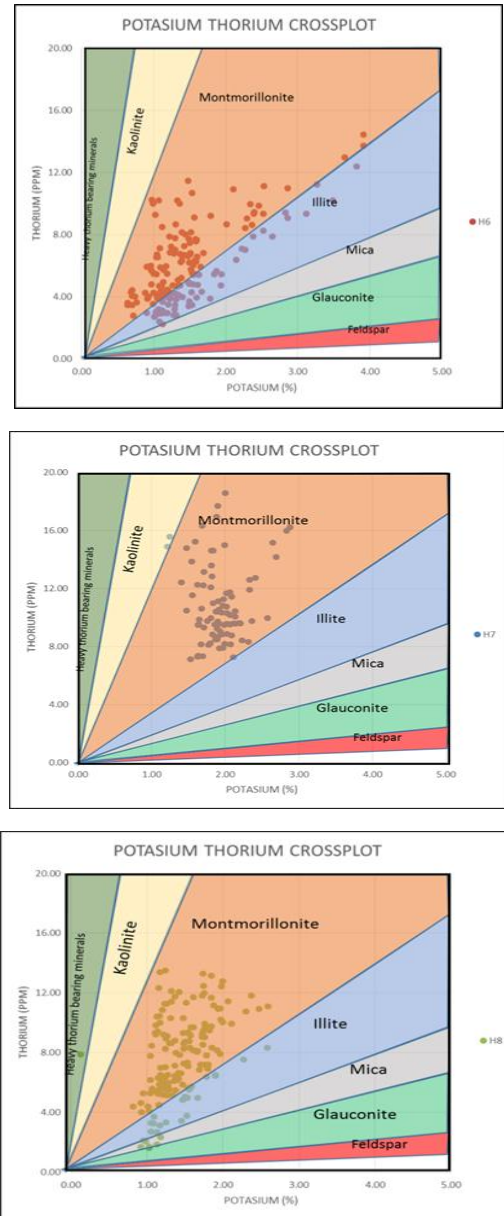 POTASIUM THORIUM CROSSPLOT
20.00
16.00
12.00
8.00
4.00
0.00
THORIUM (PPM)
Heavy thorium bearing minerals
Kaolinite
Montmorillonite
Illite
Mica
Glauconite
Feldspar
H6
0.00 1.00 2.00 3.00 4.00 5.00
POTASIUM (%)
POTASIUM THORIUM CROSSPLOT
20.00
16.00
12.00
8.00
4.00
0.00
THORIUM (PPM)
Heavy thorium bearing minerals
Kaolinite
Montmorillonite
Illite
Mica
Glauconite
Feldspar
H7
0.00 1.00 2.00 3.00 4.00 5.00
POTASIUM (%)
POTASIUM THORIUM CROSSPLOT
20.00
16.00
12.00
8.00
4.00
0.00
THORIUM (PPM)
Heavy thorium bearing minerals
Kaolinite
Montmorillonite
Illite
Mica
Glauconite
Feldspar
H8
0.00 1.00 2.00 3.00 4.00 5.00
POTASIUM (%)